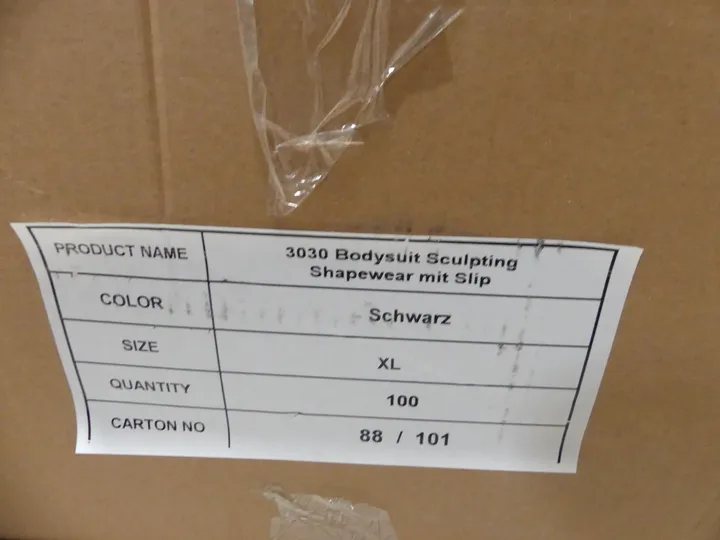 PRODUCT NAME
3030 Bodysuit Sculpting
Shapewear mit Slip
COLOR
Schwarz
SIZE
XL
QUANTITY
100
CARTON NO
88 / 101